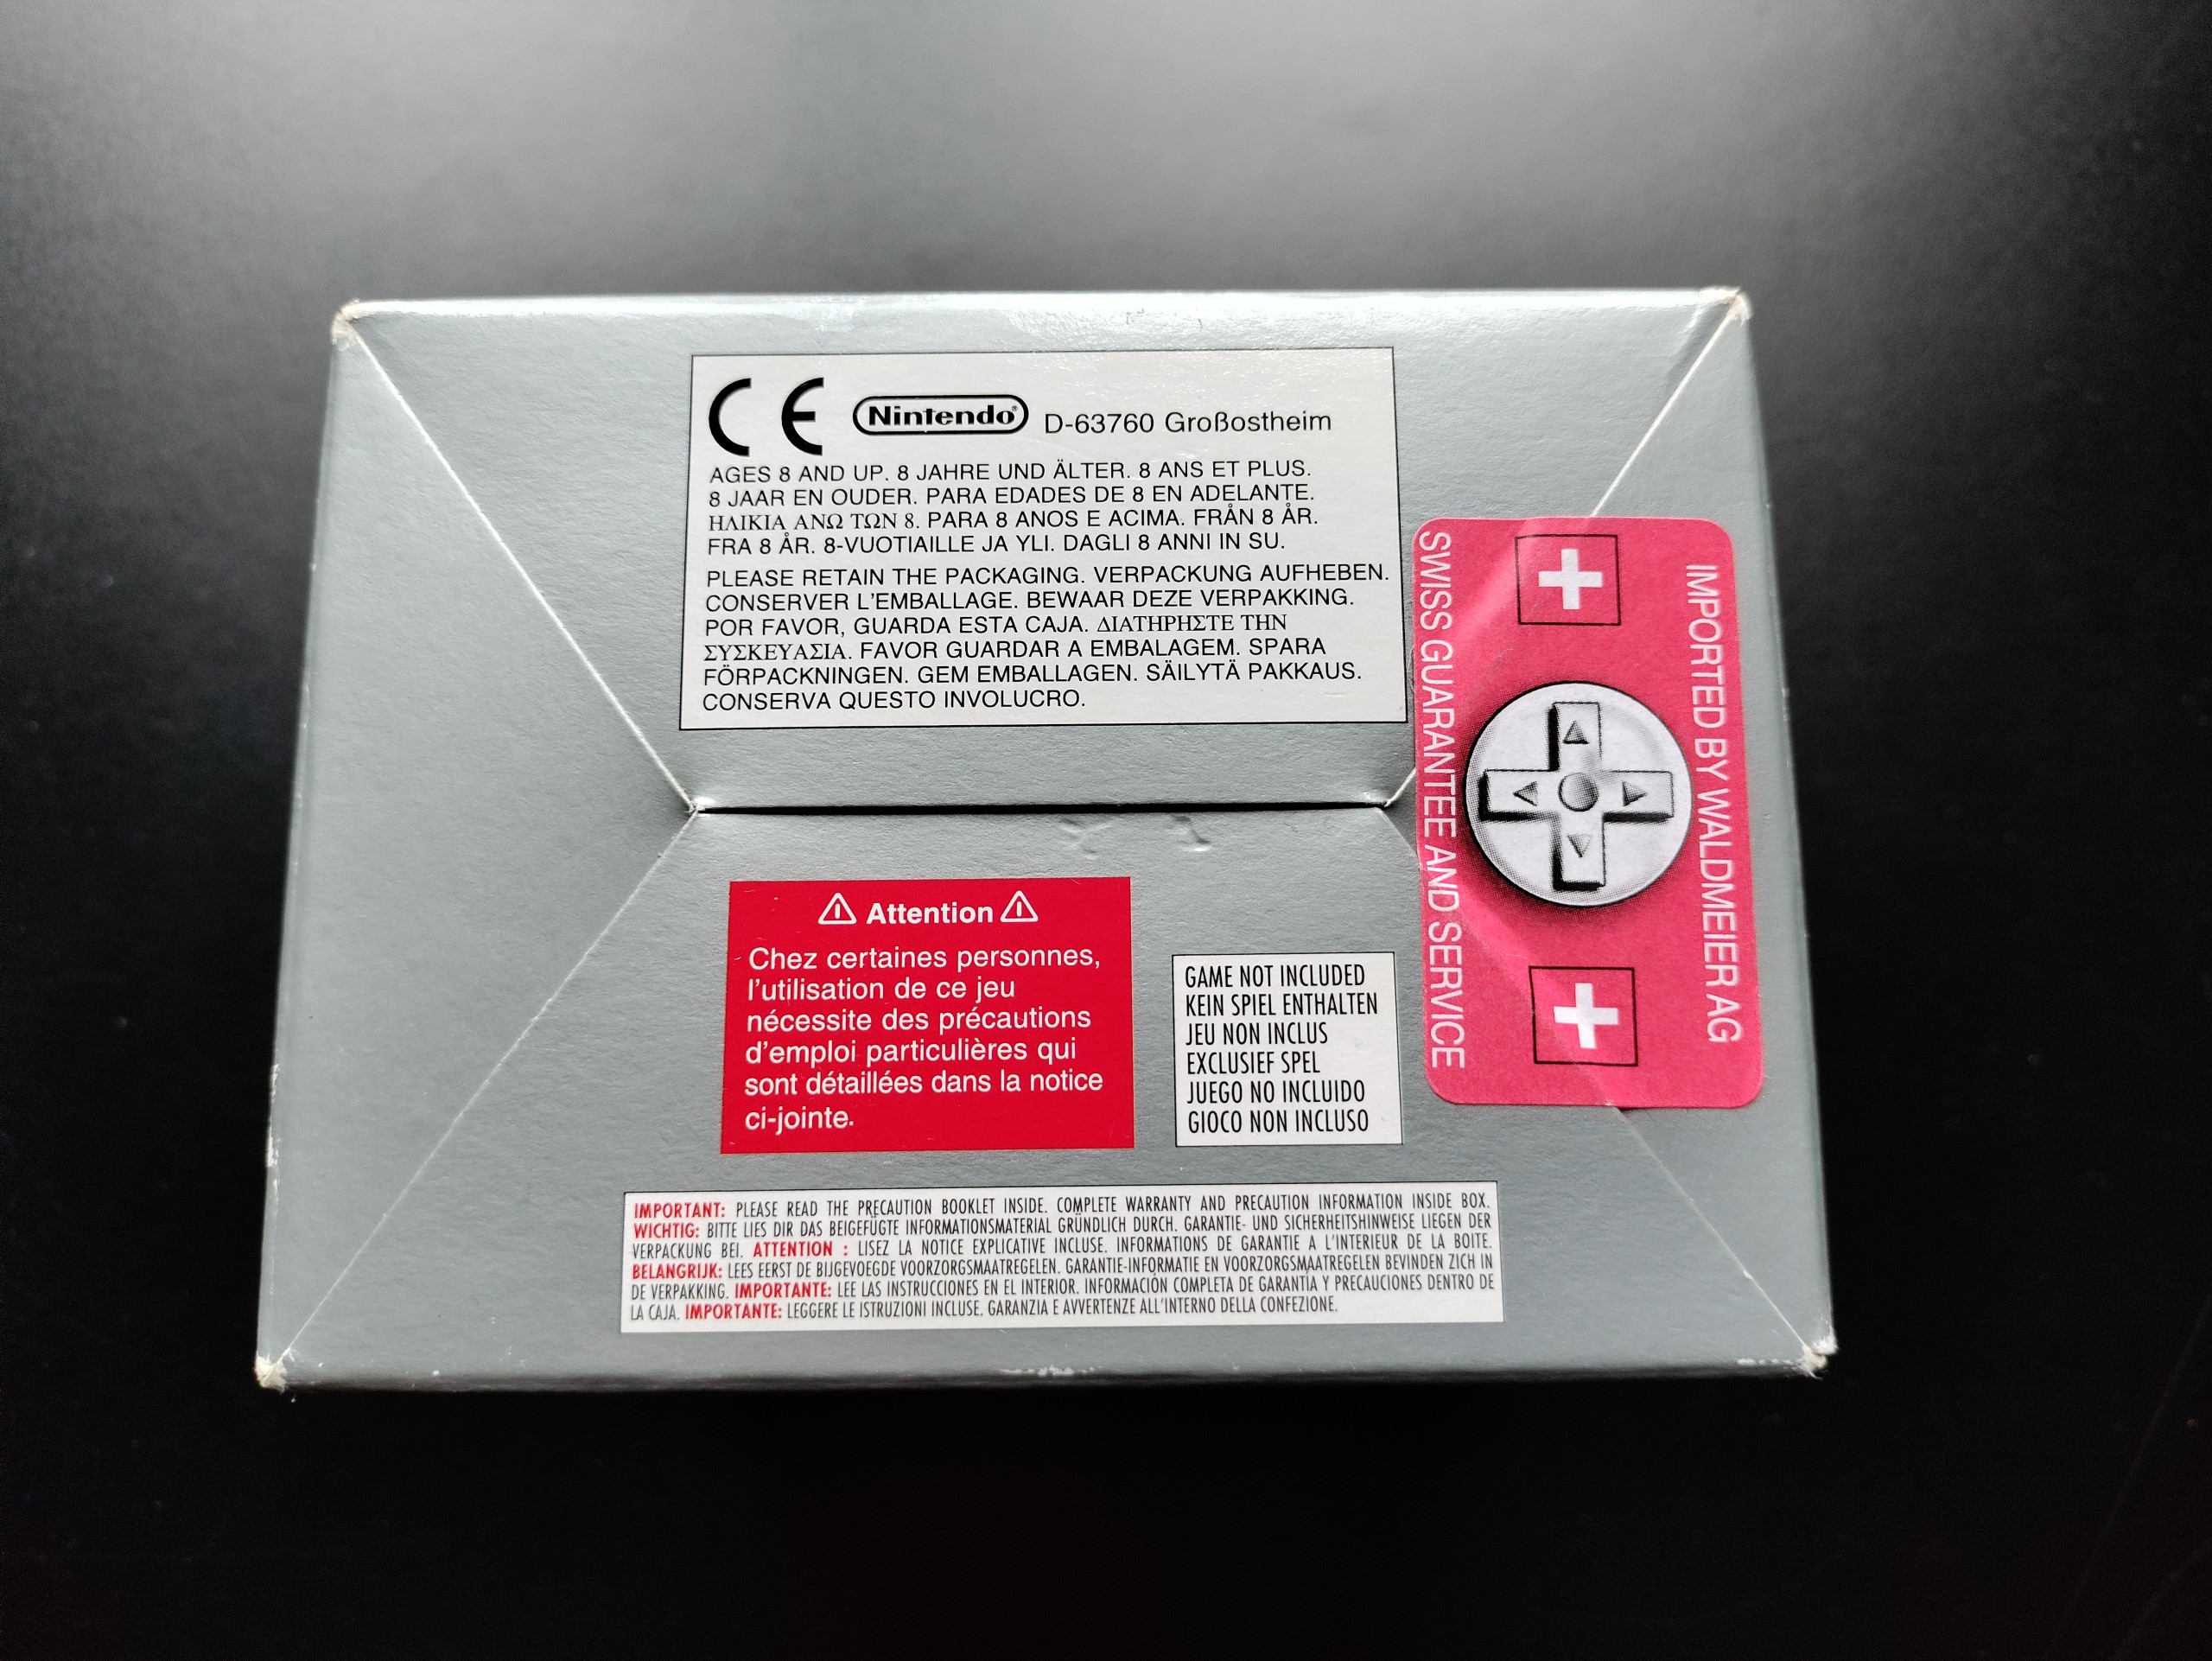 CE Nintendo® D-63760 Großostheim
AGES 8 AND UP. 8 JAHRE UND ÄLTER. 8 ANS ET PLUS.
8 JAAR EN OUDER. PARA EDADES DE 8 EN ADELANTE.
ΗΛΙΚΙΑ ΑΝΩ ΤΩΝ 8. PARA 8 ANOS E ACIMA. FRÅN 8 ÅR.
FRA 8 ÅR. 8-VUOTIAILLE JA YLI. DAGLI 8 ANNI IN SU.
PLEASE RETAIN THE PACKAGING. VERPACKUNG AUFHEBEN.
CONSERVER L'EMBALLAGE. BEWAAR DEZE VERPAKKING.
POR FAVOR, GUARDA ESTA CAJA. ΔΙΑΤΗΡΗΣΤΕ ΤΗΝ
ΣΥΣΚΕΥΑΣΙΑ. FAVOR GUARDAR A EMBALAGEM. SPARA
FÖRPACKNINGEN. GEM EMBALLAGEN. SÄILYTÄ PAKKAUS.
CONSERVA QUESTO INVOLUCRO.
IMPORTED BY WALDMEIER AG
SWISS GUARANTEE AND SERVICE
Attention
Chez certaines personnes,
l'utilisation de ce jeu
nécessite des précautions
d'emploi particulières qui
sont détaillées dans la notice
ci-jointe.
GAME NOT INCLUDED
KEIN SPIEL ENTHALTEN
JEU NON INCLUS
EXCLUSIEF SPEL
JUEGO NO INCLUIDO
GIOCO NON INCLUSO
IMPORTANT: PLEASE READ THE PRECAUTION BOOKLET INSIDE. COMPLETE WARRANTY AND PRECAUTION INFORMATION INSIDE BOX.
WICHTIG: BITTE LIES DIR DAS BEIGEFÜGTE INFORMATIONSMATERIAL GRÜNDLICH DURCH. GARANTIE- UND SICHERHEITSHINWEISE LIEGEN DER
VERPACKUNG BEI. ATTENTION : LISEZ LA NOTICE EXPLICATIVE INCLUSE. INFORMATIONS DE GARANTIE A L'INTERIEUR DE LA BOITE.
BELANGRIJK: LEES EERST DE BIJGEVOEGDE VOORZORGSMAATREGELEN. GARANTIE-INFORMATIE EN VOORZORGSMAATREGELEN BEVINDEN ZICH IN
DE VERPAKKING. IMPORTANTE: LEE LAS INSTRUCCIONES EN EL INTERIOR. INFORMACIÓN COMPLETA DE GARANTÍA Y PRECAUCIONES DENTRO DE
LA CAJA. IMPORTANTE: LEGGERE LE ISTRUZIONI INCLUSE. GARANZIA E AVVERTENZE ALL'INTERNO DELLA CONFEZIONE.